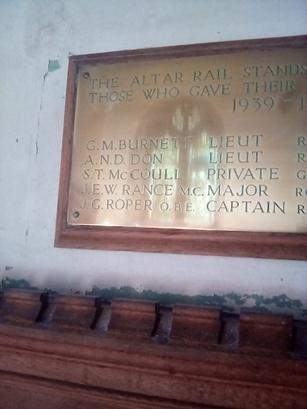 THE ALTAR RAIL STANDS
THOSE WHO GAVE THEIR
1939 -
G.M. BURNETT LIEUT R
A.N.D. DON LIEUT R
S.T. McCOULL PRIVATE G
J.E.W. RANCE M.C. MAJOR R
J.G. ROPER O.B.E. CAPTAIN R